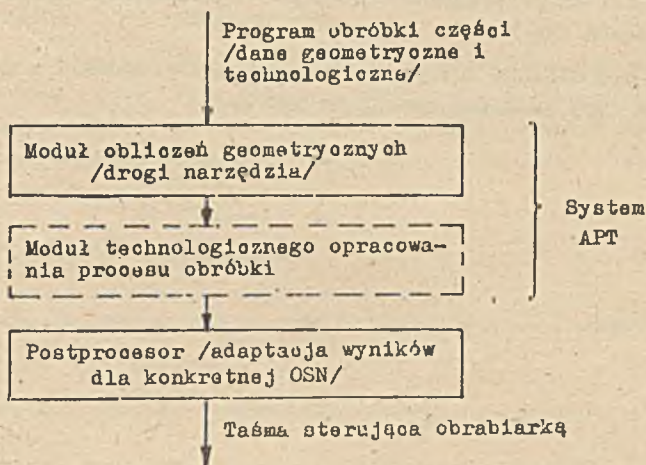 Program obróbki części
/dane geometryczne i
technologiczne/
Moduł obliczeń geometrycznych
/drogi narzędzia/
System
APT
Moduł technologicznego opracowa-
nia procesu obróbki
Postprocesor /adaptacja wyników
dla konkretnej OSN/
Taśma sterująca obrabiarką